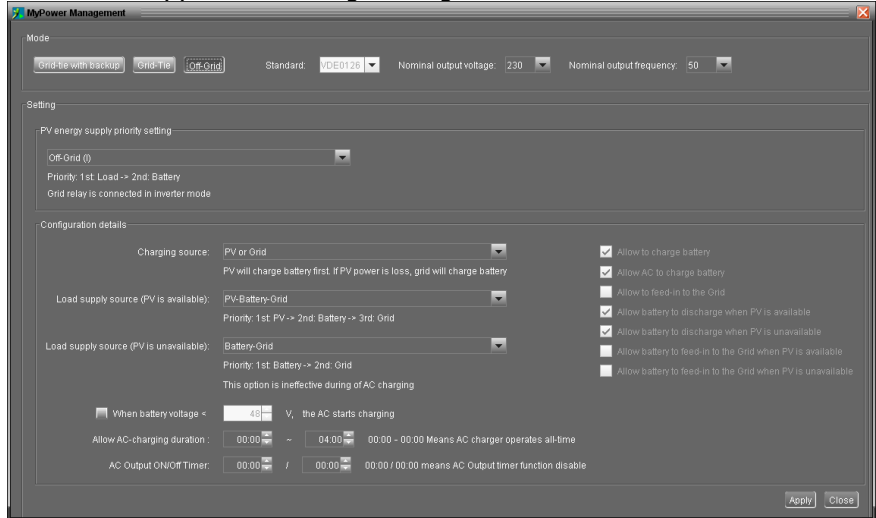 MyPower Management
Mode
Grid-tie with backup Grid-Tie Off-Grid Standard: VDE0126 Nominal output voltage: 230 Nominal output frequency: 50
Setting
PV energy supply priority setting
Off-Grid (I)
Priority: 1st: Load -> 2nd: Battery
Grid relay is connected in inverter mode
Configuration details
Charging source: PV or Grid
PV will charge battery first. If PV power is loss, grid will charge battery
Load supply source (PV is available): PV-Battery-Grid
Priority: 1st: PV -> 2nd: Battery -> 3rd: Grid
Load supply source (PV is unavailable): Battery-Grid
Priority: 1st: Battery -> 2nd: Grid
This option is ineffective during of AC charging
When battery voltage < 48 V, the AC starts charging
Allow AC-charging duration : 00:00 ~ 04:00 00:00 - 00:00 Means AC charger operates all-time
AC Output ON/Off Timer: 00:00 / 00:00 00:00 / 00:00 means AC Output timer function disable
Allow to charge battery
Allow AC to charge battery
Allow to feed-in to the Grid
Allow battery to discharge when PV is available
Allow battery to discharge when PV is unavailable
Allow battery to feed-in to the Grid when PV is available
Allow battery to feed-in to the Grid when PV is unavailable
Apply Close